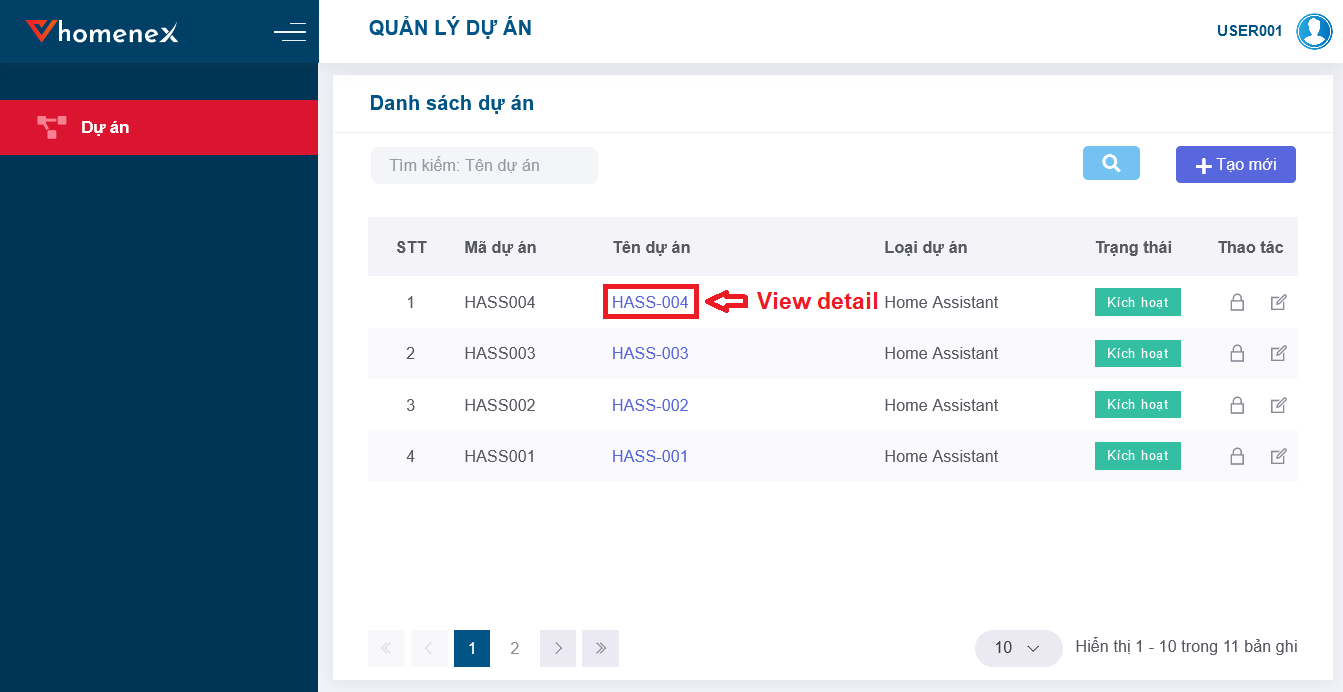 Vhomenex
QUẢN LÝ DỰ ÁN
USER001
Dự án
Danh sách dự án
Tìm kiếm: Tên dự án
Tạo mới
STT Mã dự án Tên dự án Loại dự án Trạng thái Thao tác
1 HASS004 HASS-004 View detail Home Assistant Kích hoạt
2 HASS003 HASS-003 Home Assistant Kích hoạt
3 HASS002 HASS-002 Home Assistant Kích hoạt
4 HASS001 HASS-001 Home Assistant Kích hoạt
« < 1 2 > » 10 Hiển thị 1 - 10 trong 11 bản ghi